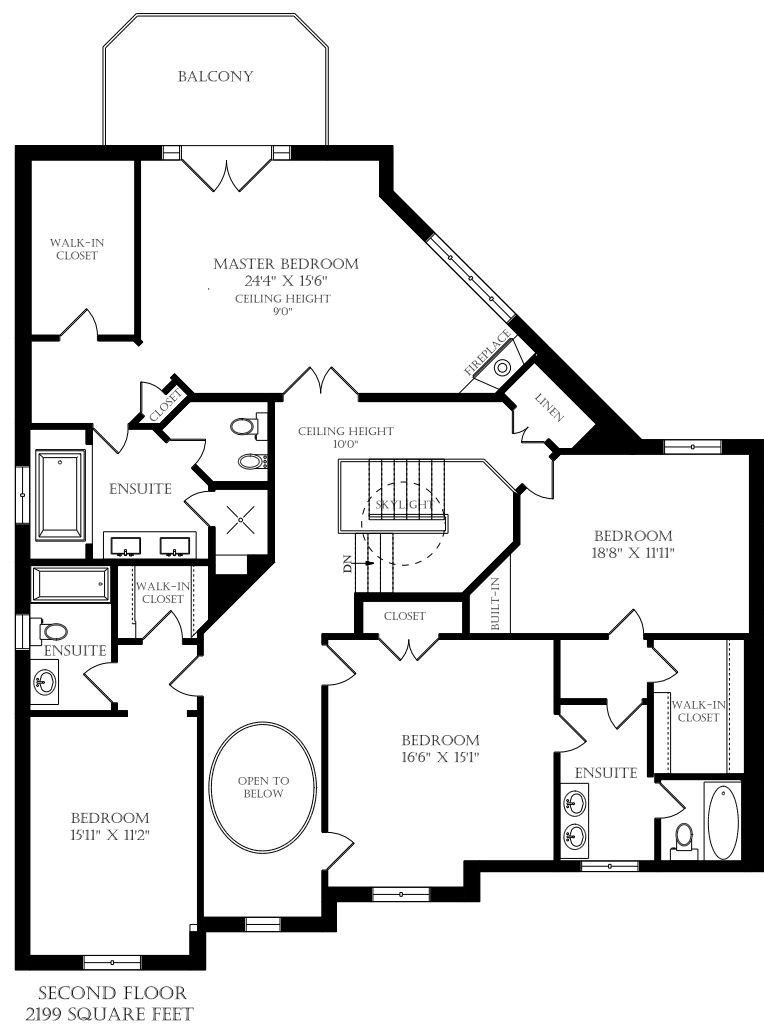 BALCONY
WALK-IN
CLOSET
MASTER BEDROOM
24'4" X 15'6"
CEILING HEIGHT
9'0"
FIREPLACE
CLOSET
LINEN
CEILING HEIGHT
10'0"
ENSUITE
SKYLIGHT
BEDROOM
18'8" X 11'11"
DN
WALK-IN
CLOSET
BUILT-IN
CLOSET
ENSUITE
WALK-IN
CLOSET
BEDROOM
16'6" X 15'1"
ENSUITE
OPEN TO
BELOW
BEDROOM
15'11" X 11'2"
SECOND FLOOR
2199 SQUARE FEET